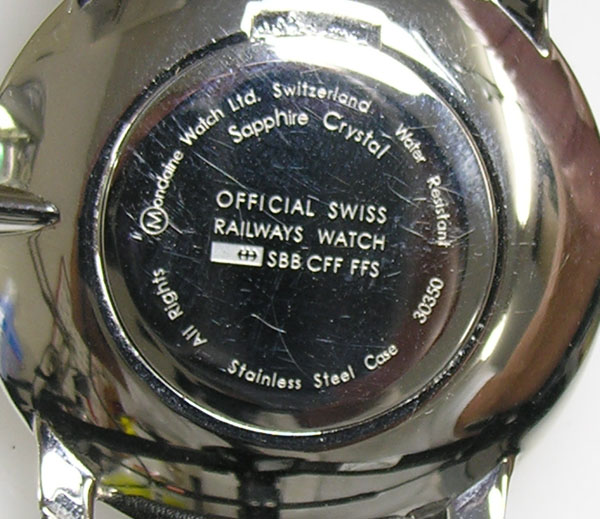 Mondaine Watch Ltd. Switzerland Water Resistant 30350 Stainless Steel Case All Rights
Sapphire Crystal
OFFICIAL SWISS
RAILWAYS WATCH
SBB CFF FFS